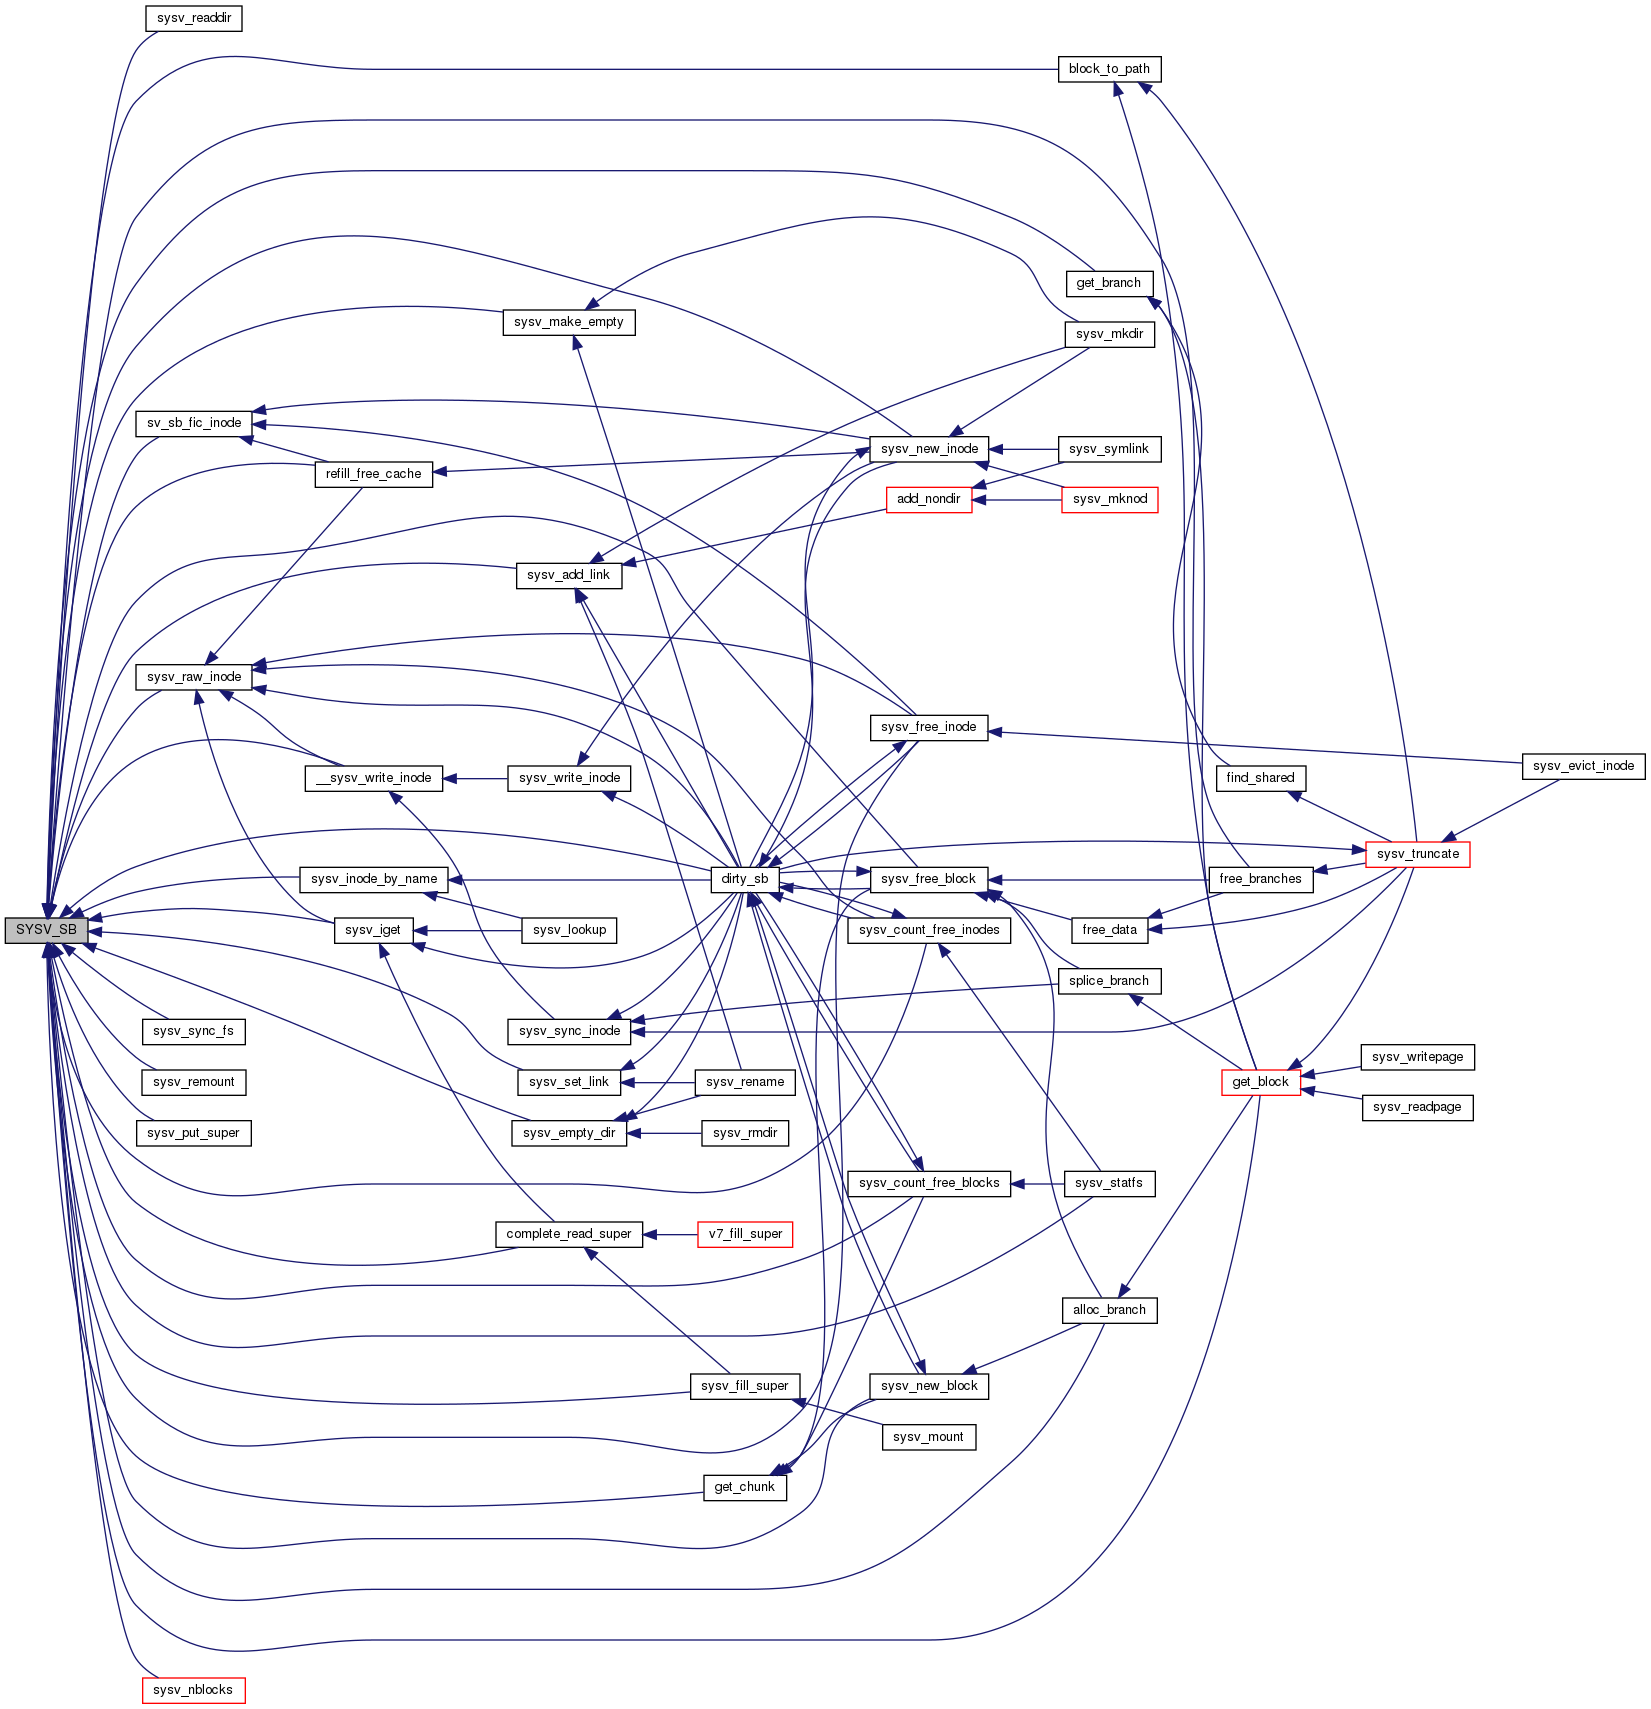 sysv_readdir
block_to_path
get_branch
sysv_make_empty
sysv_mkdir
sv_sb_fic_inode
sysv_new_inode
sysv_symlink
refill_free_cache
add_nondir
sysv_mknod
sysv_add_link
sysv_raw_inode
sysv_free_inode
__sysv_write_inode
sysv_write_inode
find_shared
sysv_evict_inode
sysv_truncate
sysv_inode_by_name
dirty_sb
sysv_free_block
free_branches
SYSV_SB
sysv_iget
sysv_lookup
sysv_count_free_inodes
free_data
splice_branch
sysv_sync_fs
sysv_sync_inode
sysv_writepage
sysv_remount
sysv_set_link
sysv_rename
get_block
sysv_readpage
sysv_put_super
sysv_empty_dir
sysv_rmdir
sysv_count_free_blocks
sysv_statfs
complete_read_super
v7_fill_super
alloc_branch
sysv_fill_super
sysv_new_block
sysv_mount
get_chunk
sysv_nblocks